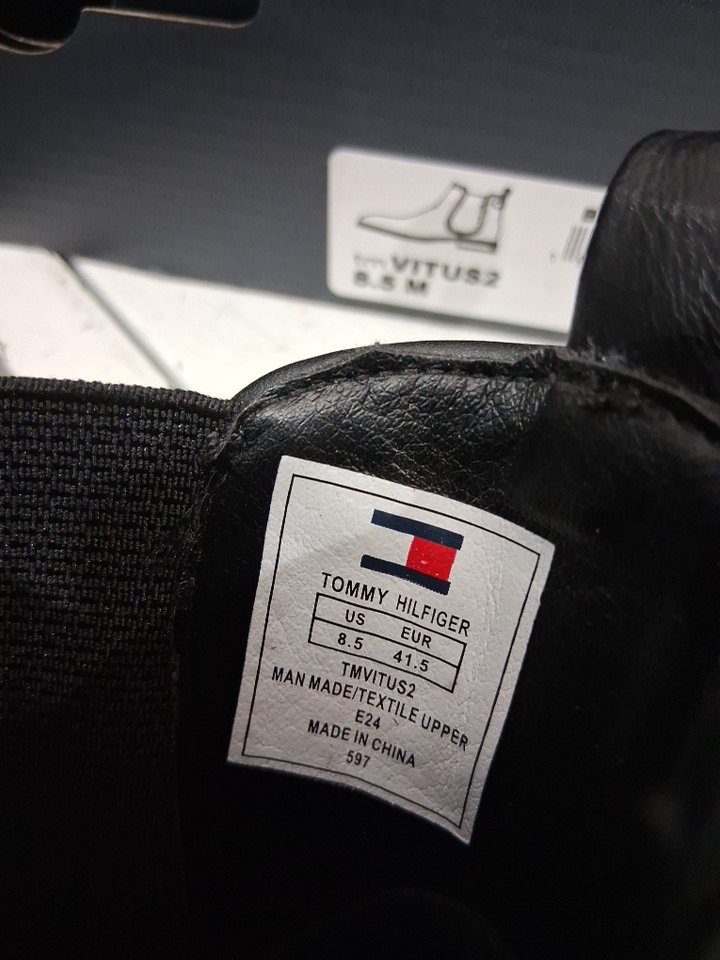 VITUS2
8.5 M
TOMMY HILFIGER
US EUR
8.5 41.5
TMVITUS2
MAN MADE/TEXTILE UPPER
E24
MADE IN CHINA
597